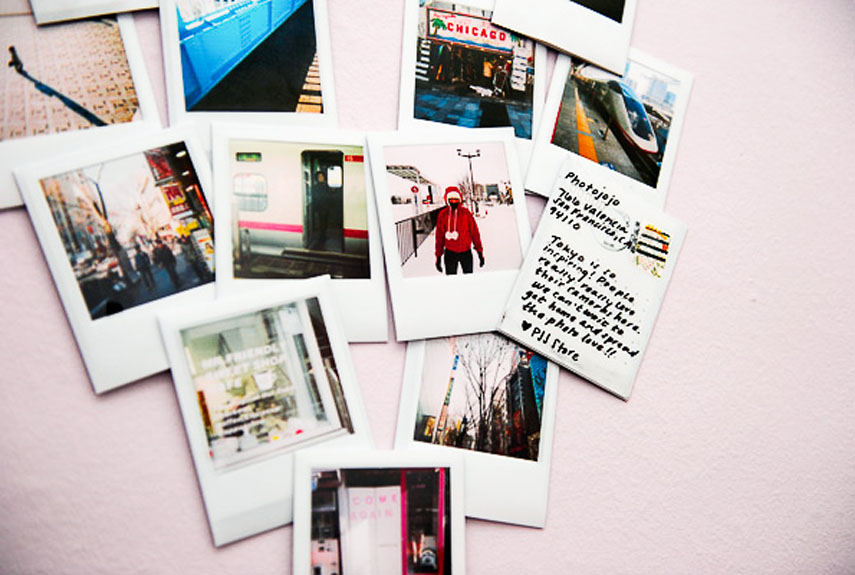 CHICAGO
Photojojo
Valencia
San Francisco, CA
94110
Tokyo is so
inspiring! People
really really love
their cameras, here.
We can't wait to
get home and spread
the photo love!!
♥ PJJ Store
COME
AGAIN